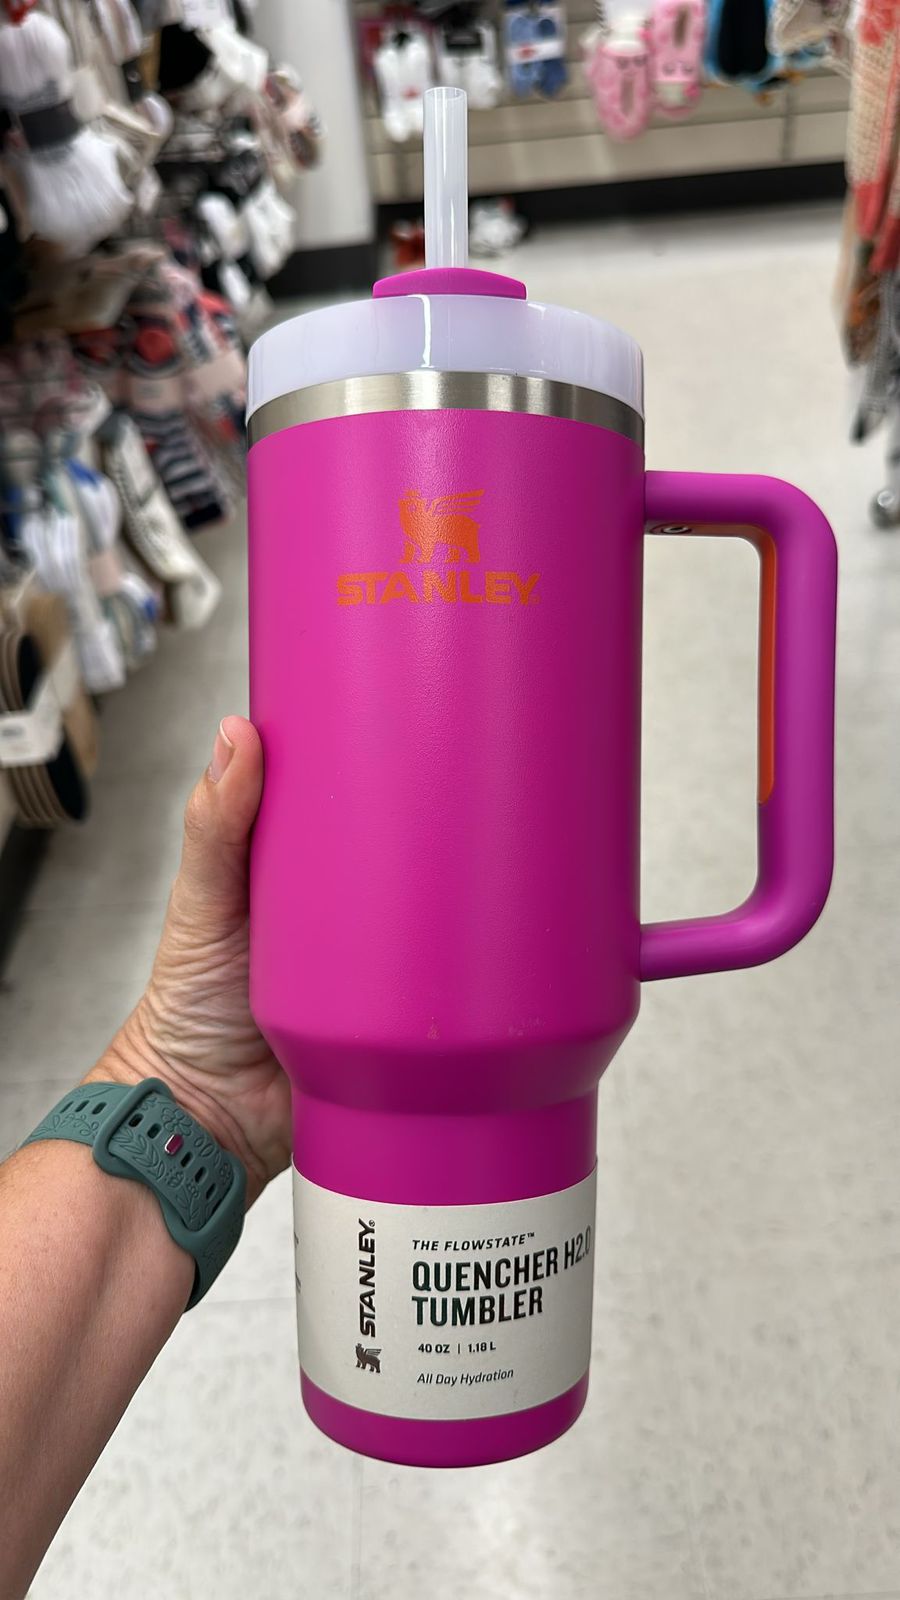 STANLEY®
STANLEY®
THE FLOWSTATE™
QUENCHER H2.0
TUMBLER
40 OZ | 1.18 L
All Day Hydration